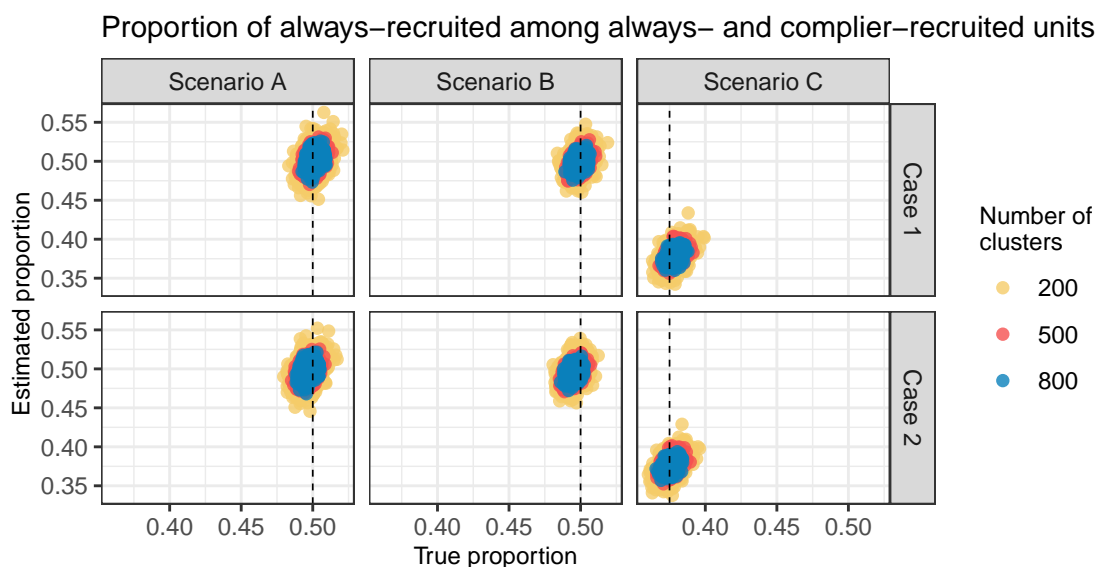 Proportion of always−recruited among always− and complier−recruited units
Scenario A
Scenario B
Scenario C
Estimated proportion
0.55
0.50
0.45
0.40
0.35
Case 1
0.55
0.50
0.45
0.40
0.35
Case 2
0.40 0.45 0.50
0.40 0.45 0.50
0.40 0.45 0.50
True proportion
Number of
clusters
200
500
800